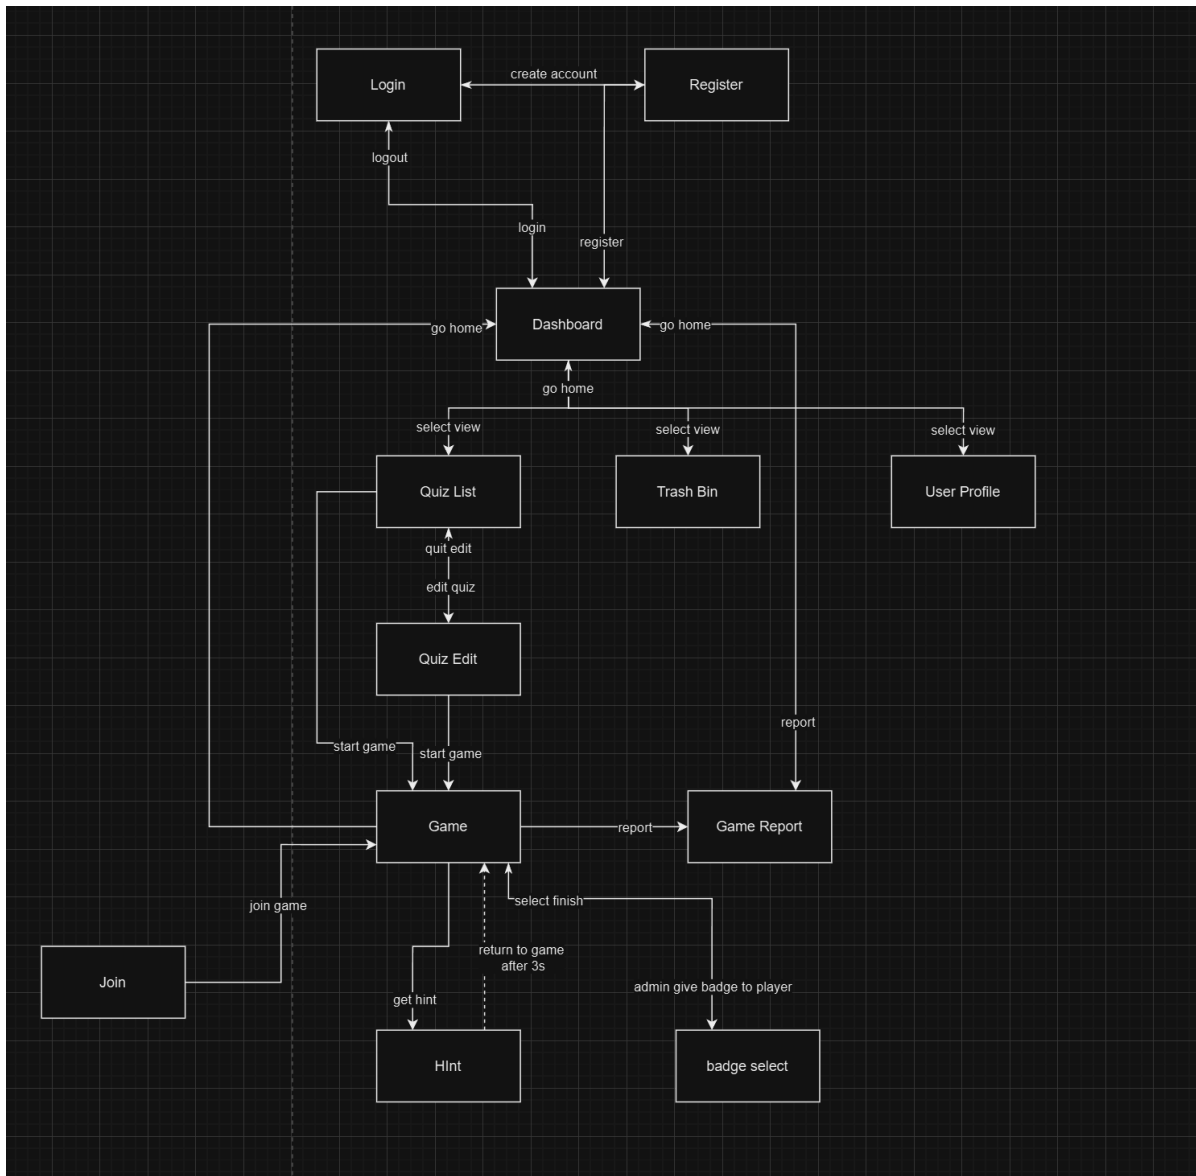 create account
Login
Register
logout
login
register
Dashboard
go home
go home
go home
select view
select view
select view
Quiz List
Trash Bin
User Profile
quit edit
edit quiz
Quiz Edit
report
start game
start game
Game
report
Game Report
select finish
join game
return to game
after 3s
Join
admin give badge to player
get hint
HInt
badge select